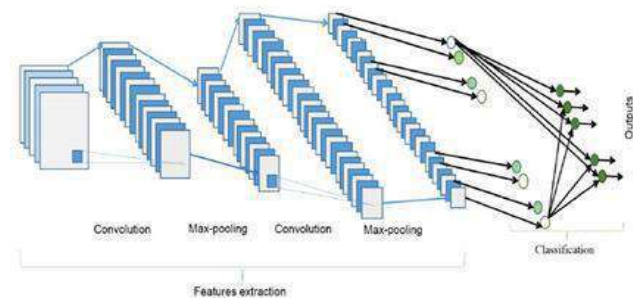 Outputs
Convolution
Max-pooling
Convolution
Max-pooling
Classification
Features extraction